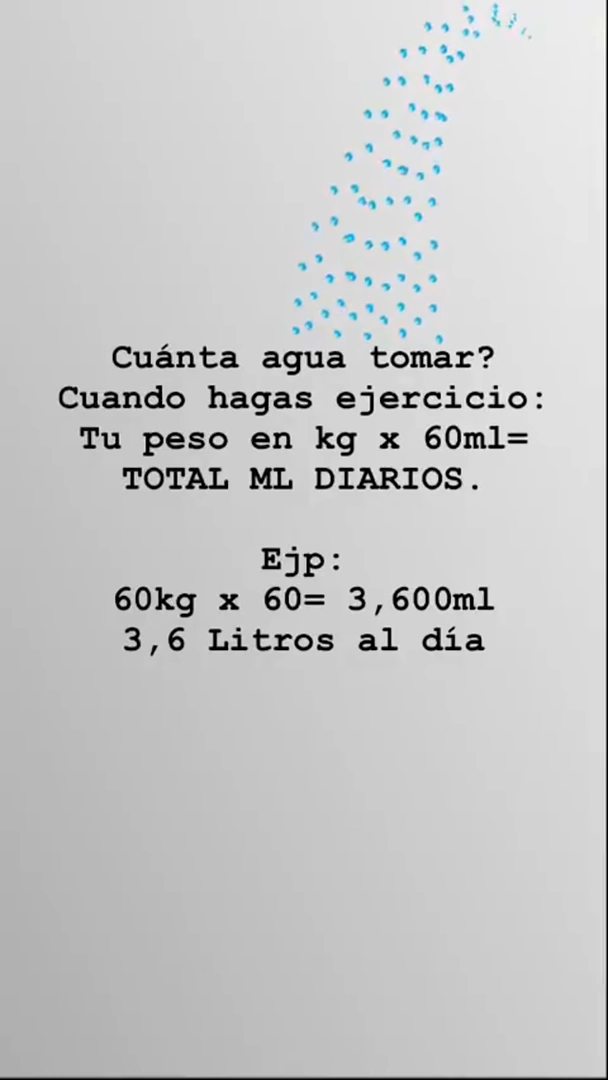 Cuánta agua tomar?
Cuando hagas ejercicio:
Tu peso en kg x 60ml=
TOTAL ML DIARIOS.
Ejp:
60kg x 60= 3,600ml
3,6 Litros al día